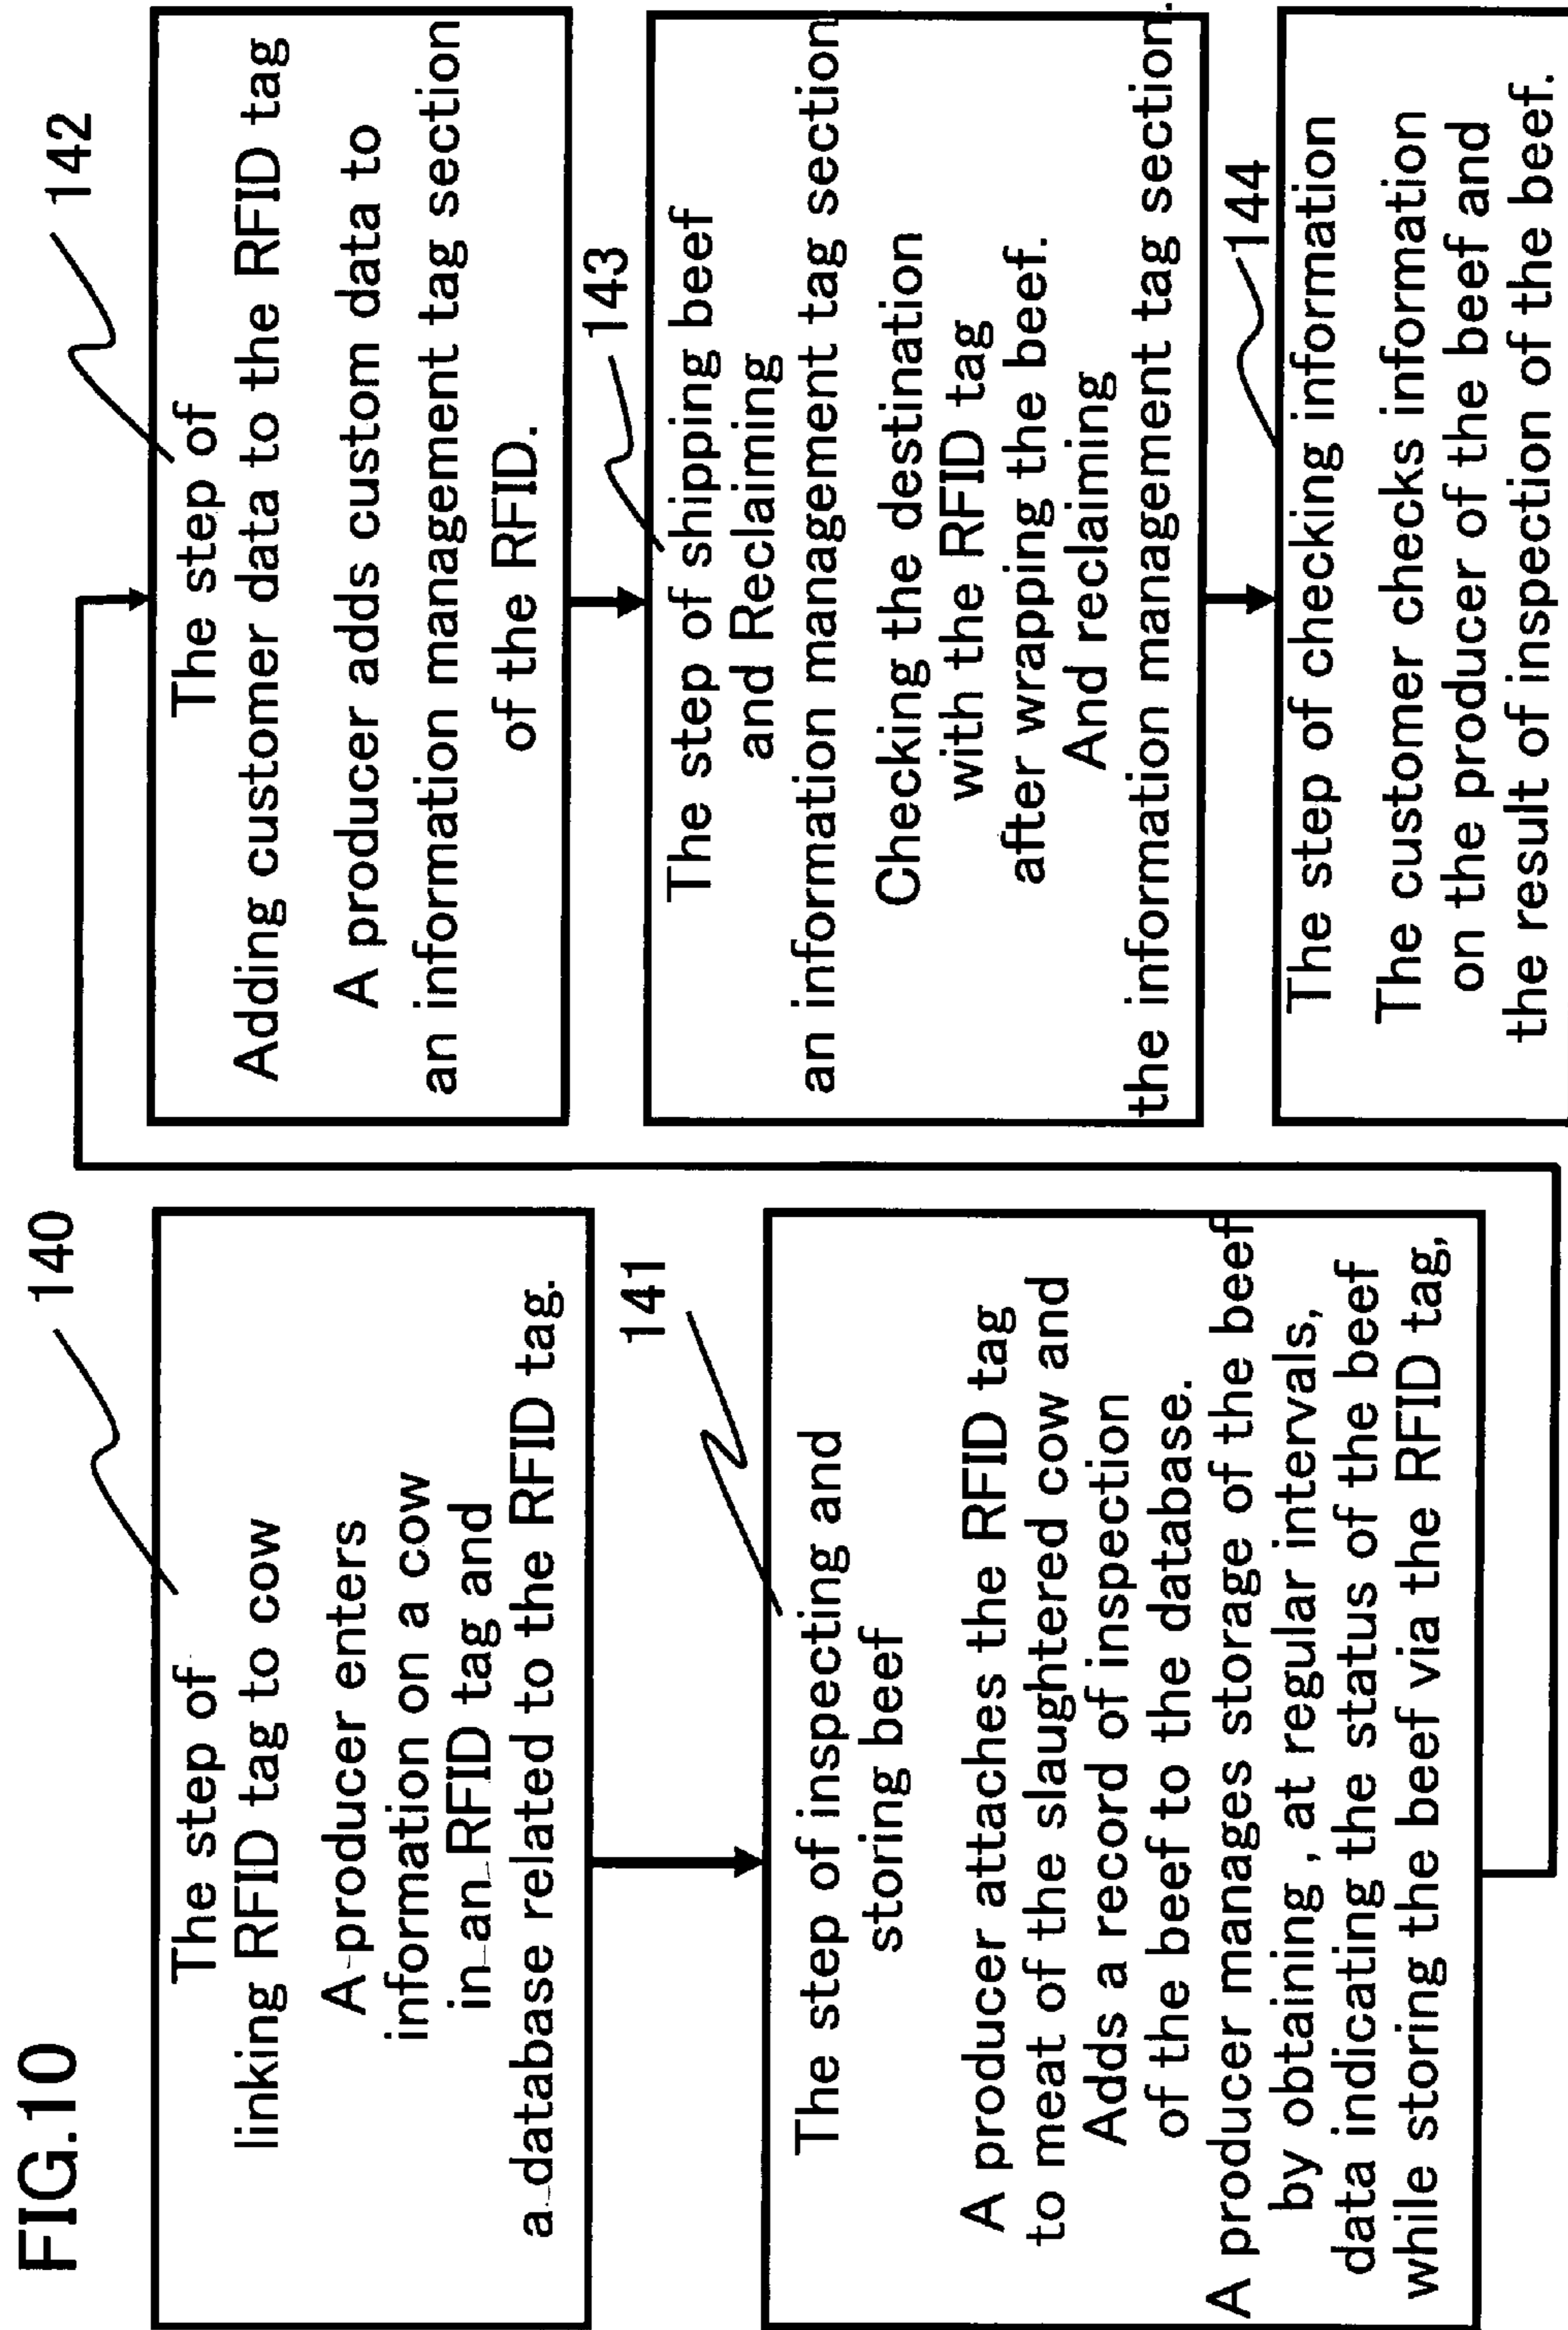 FIG.10
140
The step of
linking RFID tag to cow
A producer enters
information on a cow
in an RFID tag and
a database related to the RFID tag.
141
The step of inspecting and
storing beef
A producer attaches the RFID tag
to meat of the slaughtered cow and
Adds a record of inspection
of the beef to the database.
A producer manages storage of the beef
by obtaining , at regular intervals,
data indicating the status of the beef
while storing the beef via the RFID tag,
142
The step of
Adding customer data to the RFID tag
A producer adds custom data to
an information management tag section
of the RFID.
143
The step of shipping beef
and Reclaiming
an information management tag section
Checking the destination
with the RFID tag
after wrapping the beef.
And reclaiming
the information management tag section.
144
The step of checking information
The customer checks information
on the producer of the beef and
the result of inspection of the beef.